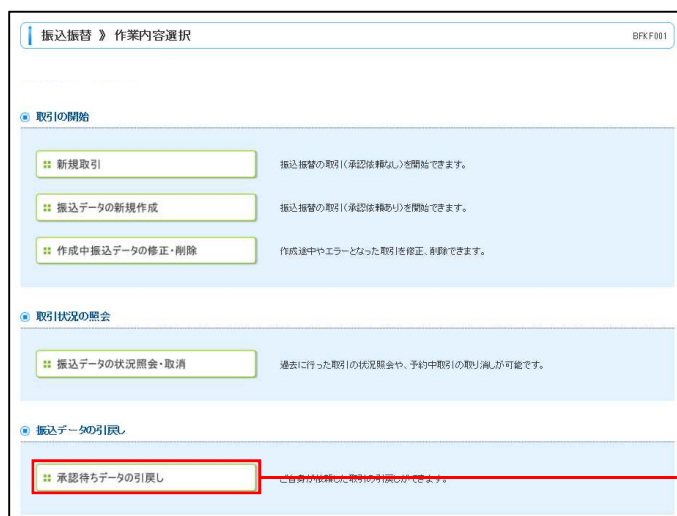 振込振替 》 作業内容選択
BFKF001
取引の開始
新規取引
振込振替の取引(承認依頼なし)を開始できます。
振込データの新規作成
振込振替の取引(承認依頼あり)を開始できます。
作成中振込データの修正・削除
作成途中やエラーとなった取引を修正、削除できます。
取引状況の照会
振込データの状況照会・取消
過去に行った取引の状況照会や、予約中取引の取り消しが可能です。
振込データの引戻し
承認待ちデータの引戻し
ご自身が依頼した取引の引戻しができます。